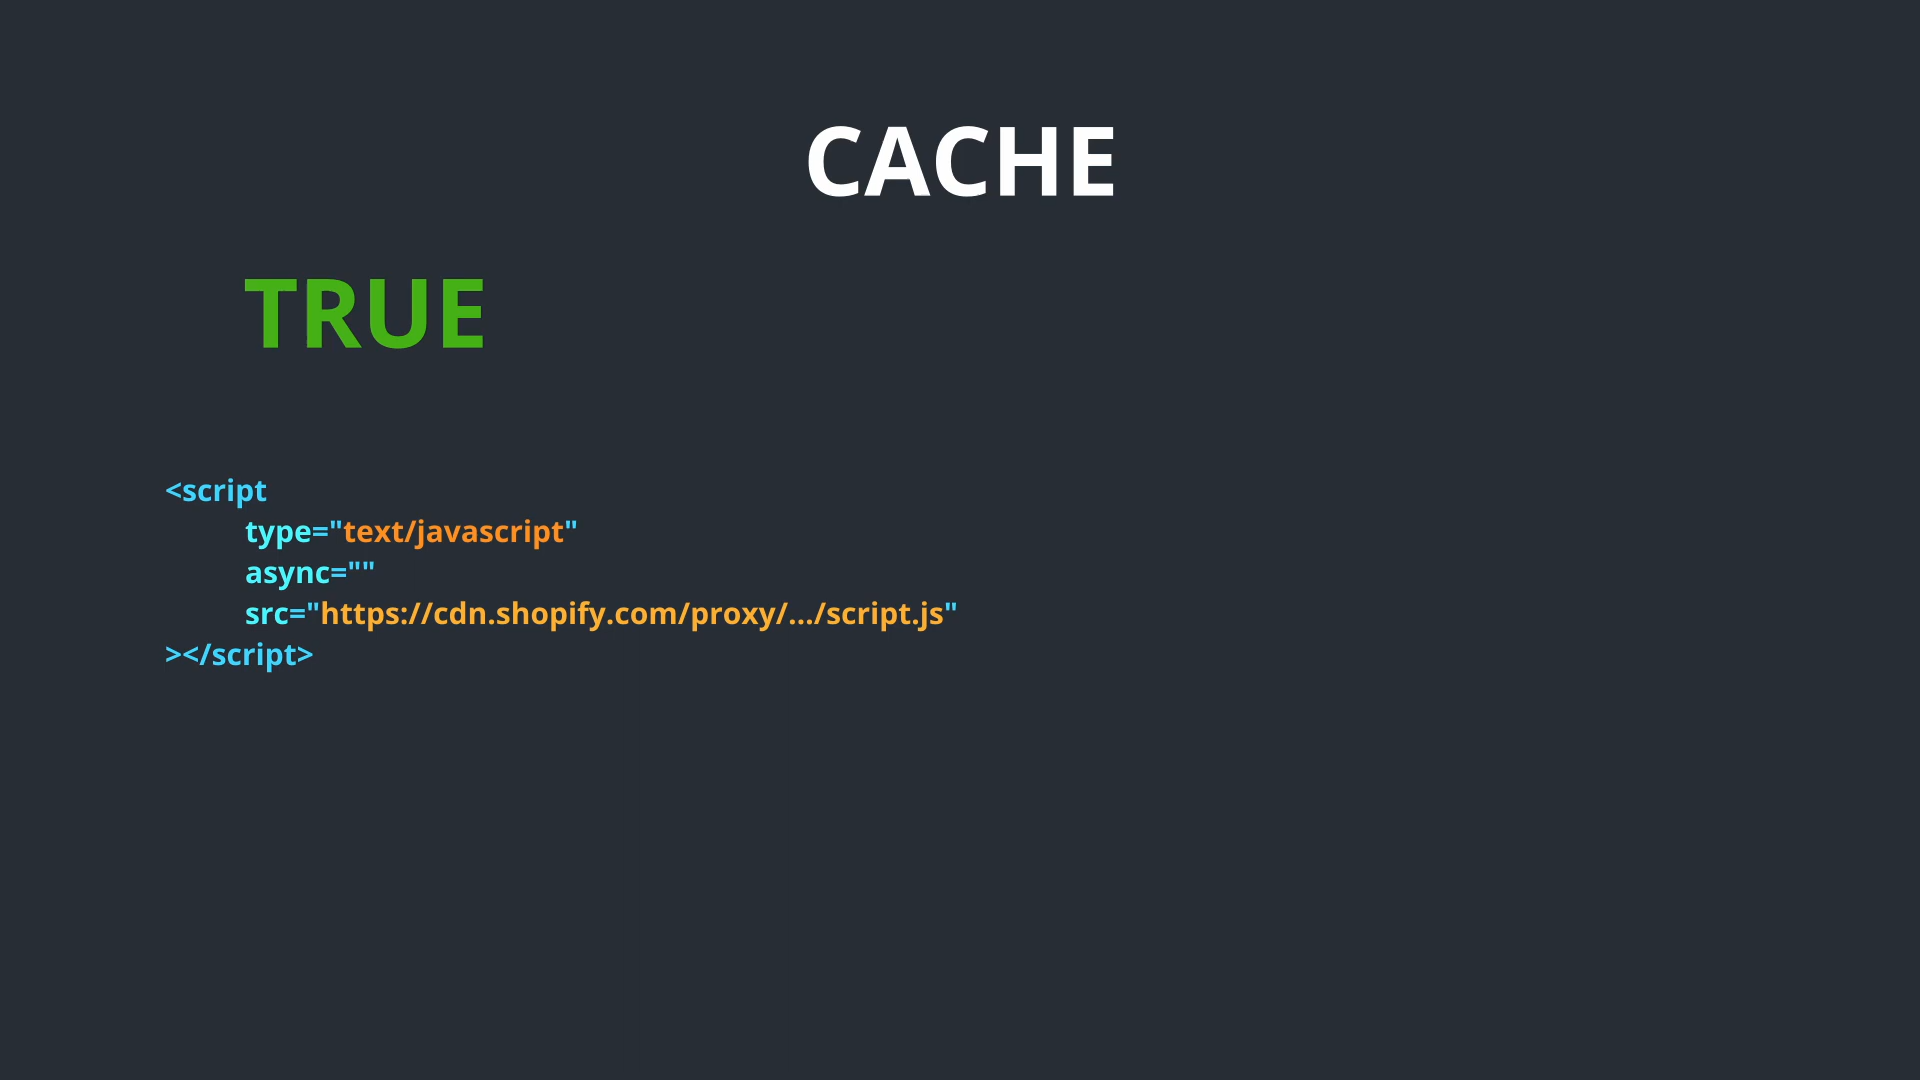 CACHE
TRUE
<script
type="text/javascript"
async=""
src="https://cdn.shopify.com/proxy/.../script.js"
></script>